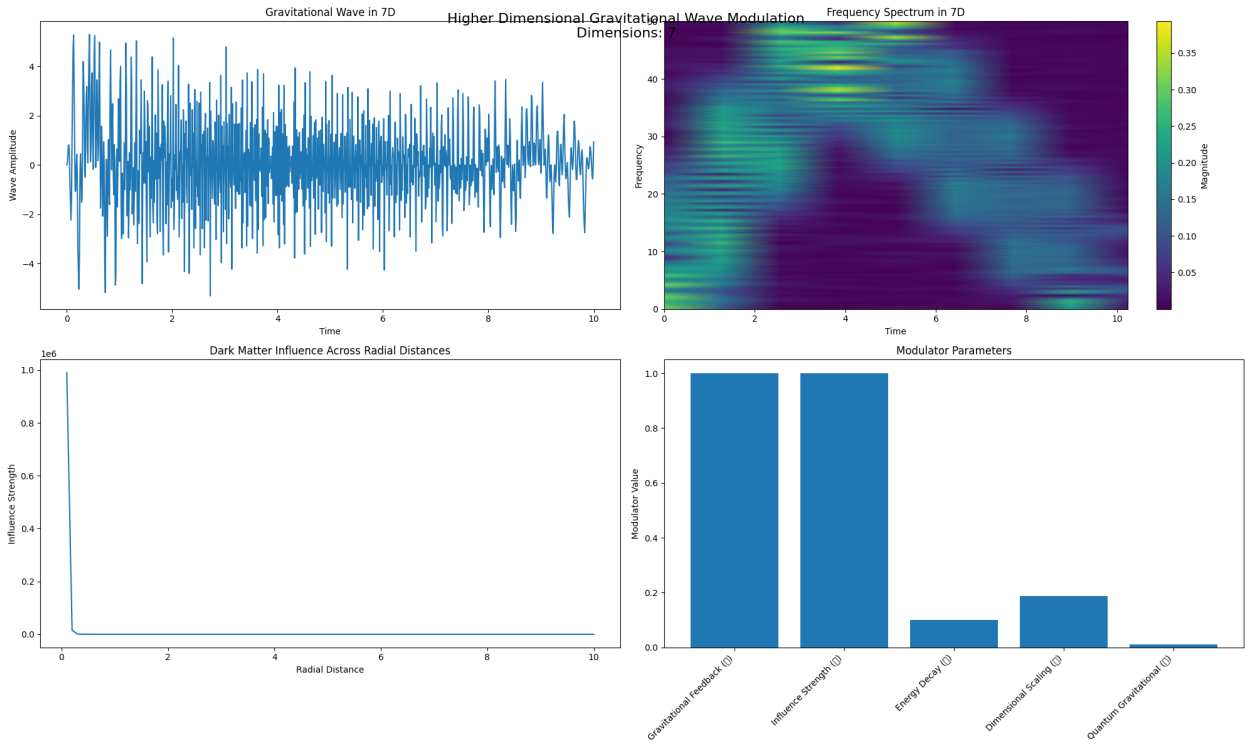 Higher Dimensional Gravitational Wave Modulation
Dimensions: 7
Gravitational Wave in 7D
Wave Amplitude
4
2
0
−2
−4
0 2 4 6 8 10
Time
Frequency Spectrum in 7D
Frequency
50
40
30
20
10
0
0 2 4 6 8 10
Time
0.35
0.30
0.25
0.20
0.15
0.10
0.05
Magnitude
Dark Matter Influence Across Radial Distances
1e6
Influence Strength
1.0
0.8
0.6
0.4
0.2
0.0
0 2 4 6 8 10
Radial Distance
Modulator Parameters
Modulator Value
1.0
0.8
0.6
0.4
0.2
0.0
Gravitational Feedback (▯)
Influence Strength (▯)
Energy Decay (▯)
Dimensional Scaling (▯)
Quantum Gravitational (▯)